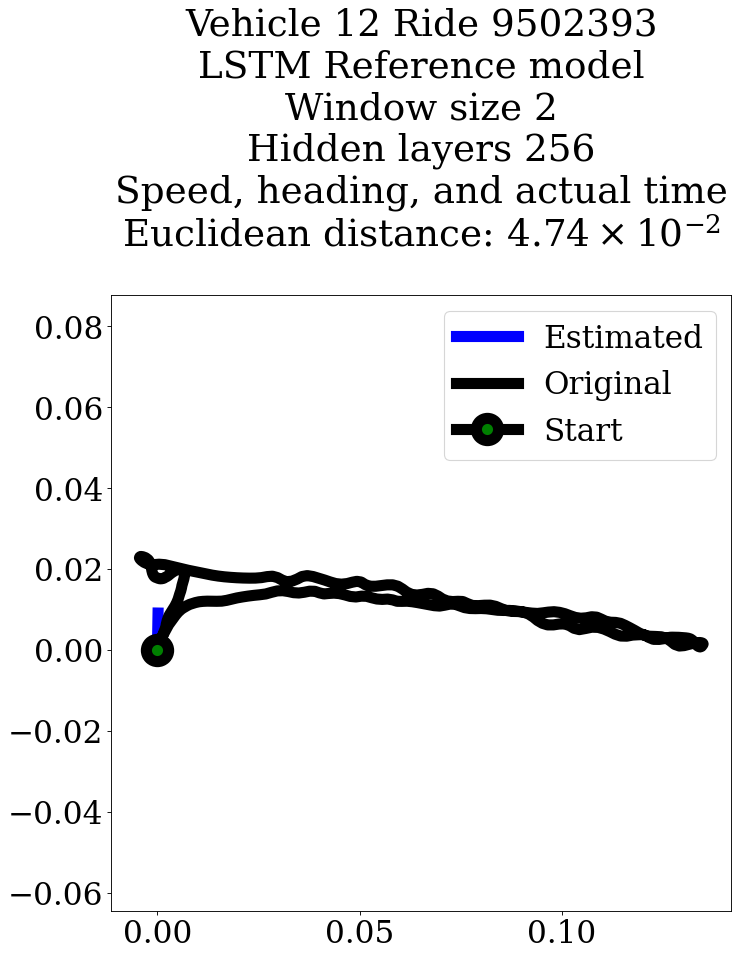 Vehicle 12 Ride 9502393
LSTM Reference model
Window size 2
Hidden layers 256
Speed, heading, and actual time
Euclidean distance: 4.74 × 10⁻²
Estimated
Original
Start
0.08
0.06
0.04
0.02
0.00
−0.02
−0.04
−0.06
0.00 0.05 0.10